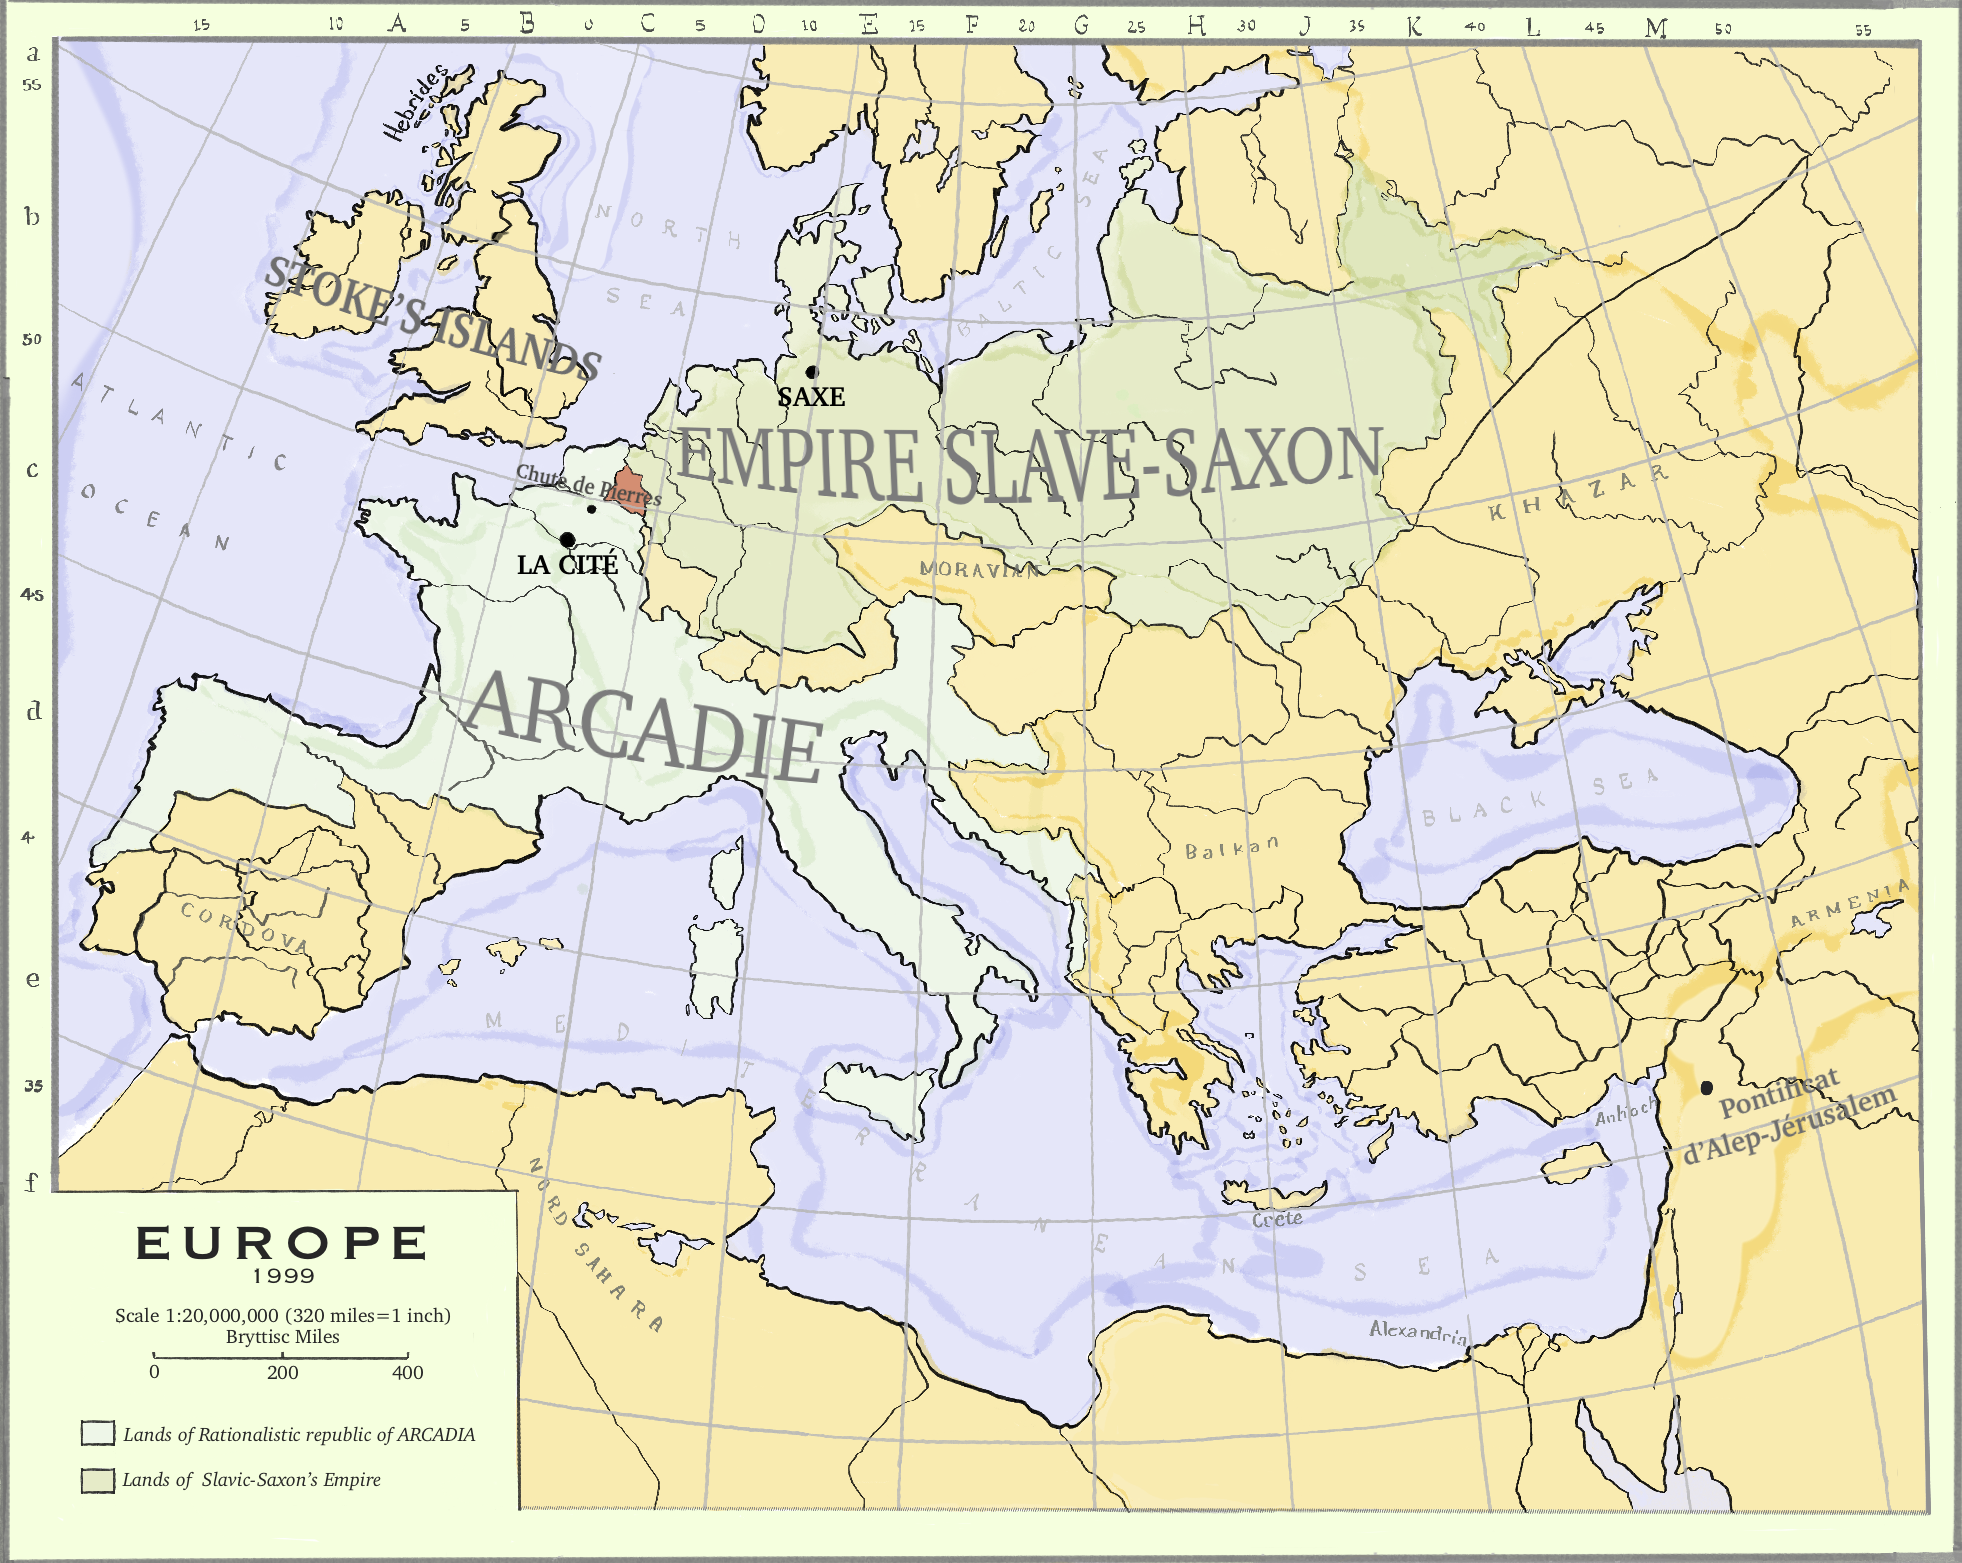 15 10 A 5 B 0 C 5 D 10 E 15 F 20 G 25 H 30 J 35 K 40 L 45 M 50 55
a
55
b
50
c
45
d
4
e
35
f
Hebrides
NORTH
SEA
BALTIC SEA
STOKE'S ISLANDS
ATLANTIC
OCEAN
SAXE
EMPIRE SLAVE-SAXON
Chute de Pierres
LA CITÉ
KHAZAR
MORAVIAN
ARCADIE
BLACK SEA
Balkan
CORDOVA
ARMENIA
MEDITERRANEAN SEA
Pontificat
d'Alep-Jérusalem
Anhioch
Crète
NORD SAHARA
Alexandria
EUROPE
1999
Scale 1:20,000,000 (320 miles=1 inch)
Bryttisc Miles
0 200 400
Lands of Rationalistic republic of ARCADIA
Lands of Slavic-Saxon's Empire